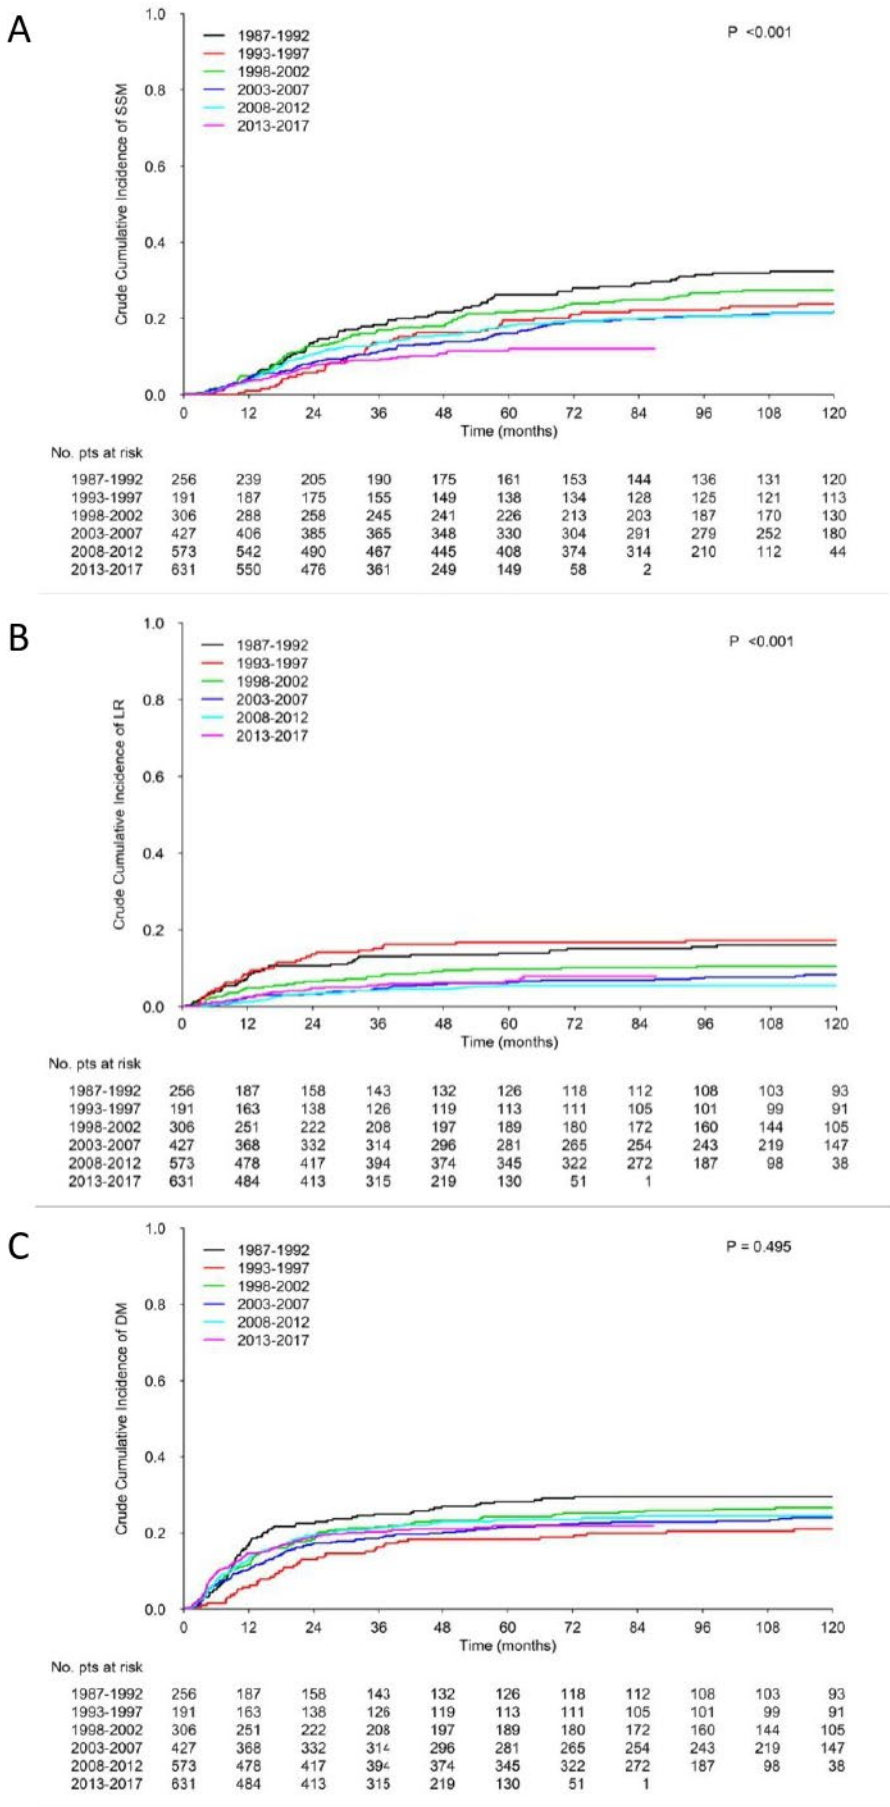 A
1.0
0.8
0.6
0.4
0.2
0.0
Crude Cumulative Incidence of SSM
1987-1992
1993-1997
1998-2002
2003-2007
2008-2012
2013-2017
P <0.001
0 12 24 36 48 60 72 84 96 108 120
Time (months)
No. pts at risk
1987-1992 256 239 205 190 175 161 153 144 136 131 120
1993-1997 191 187 175 155 149 138 134 128 125 121 113
1998-2002 306 288 258 245 241 226 213 203 187 170 130
2003-2007 427 406 385 365 348 330 304 291 279 252 180
2008-2012 573 542 490 467 445 408 374 314 210 112 44
2013-2017 631 550 476 361 249 149 58 2
B
1.0
0.8
0.6
0.4
0.2
0.0
Crude Cumulative Incidence of LR
1987-1992
1993-1997
1998-2002
2003-2007
2008-2012
2013-2017
P <0.001
0 12 24 36 48 60 72 84 96 108 120
Time (months)
No. pts at risk
1987-1992 256 187 158 143 132 126 118 112 108 103 93
1993-1997 191 163 138 126 119 113 111 105 101 99 91
1998-2002 306 251 222 208 197 189 180 172 160 144 105
2003-2007 427 368 332 314 296 281 265 254 243 219 147
2008-2012 573 478 417 394 374 345 322 272 187 98 38
2013-2017 631 484 413 315 219 130 51 1
C
1.0
0.8
0.6
0.4
0.2
0.0
Crude Cumulative Incidence of DM
1987-1992
1993-1997
1998-2002
2003-2007
2008-2012
2013-2017
P = 0.495
0 12 24 36 48 60 72 84 96 108 120
Time (months)
No. pts at risk
1987-1992 256 187 158 143 132 126 118 112 108 103 93
1993-1997 191 163 138 126 119 113 111 105 101 99 91
1998-2002 306 251 222 208 197 189 180 172 160 144 105
2003-2007 427 368 332 314 296 281 265 254 243 219 147
2008-2012 573 478 417 394 374 345 322 272 187 98 38
2013-2017 631 484 413 315 219 130 51 1